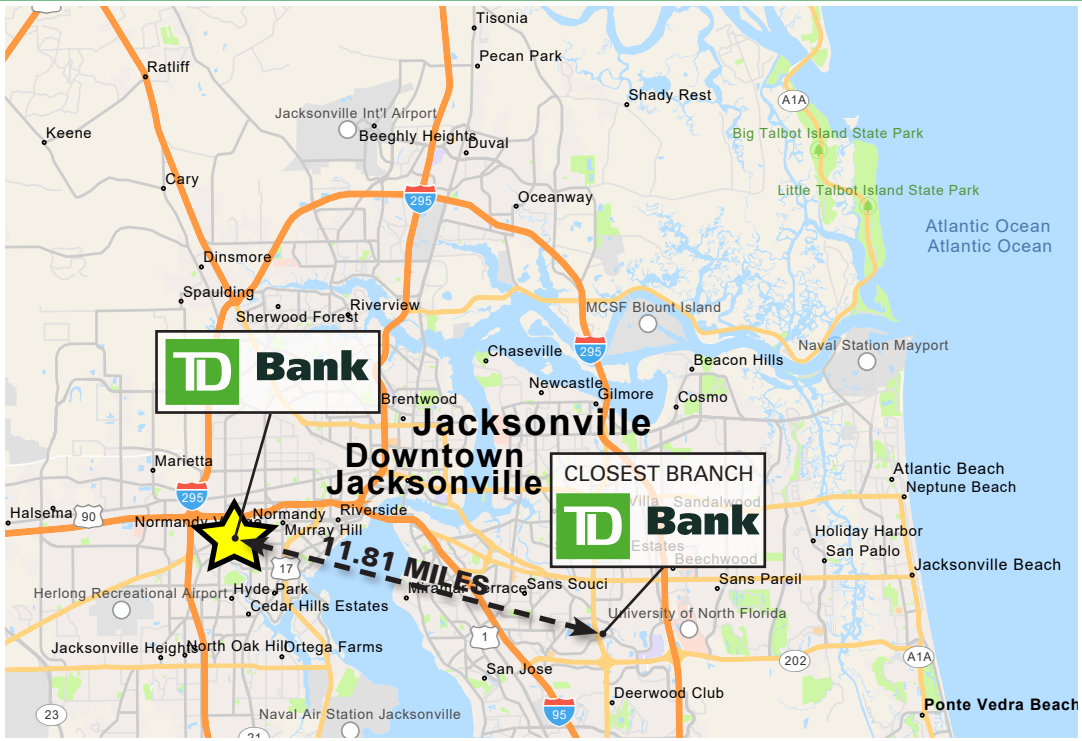 Tisonia
Pecan Park
Ratliff
Shady Rest
A1A
Jacksonville Int'l Airport
Keene
Beeghly Heights
Duval
Big Talbot Island State Park
Cary
Little Talbot Island State Park
295
Oceanway
Atlantic Ocean
Atlantic Ocean
Dinsmore
Spaulding
Riverview
Sherwood Forest
MCSF Blount Island
Naval Station Mayport
Chaseville
295
Beacon Hills
TD Bank
Newcastle
Gilmore
Cosmo
Brentwood
Jacksonville
Downtown
Jacksonville
Marietta
CLOSEST BRANCH
TD Bank
Atlantic Beach
Neptune Beach
295
Villa
Sandalwood
Halsema
90
Normandy
Riverside
Normandy Village
Murray Hill
Holiday Harbor
San Pablo
Estates
Beechwood
11.81 MILES
17
Jacksonville Beach
Herlong Recreational Airport
Hyde Park
Miramar Terrace
Sans Souci
Sans Pareil
Cedar Hills Estates
University of North Florida
1
Jacksonville Heights
North Oak Hill
Ortega Farms
202
A1A
San Jose
Deerwood Club
Ponte Vedra Beach
23
Naval Air Station Jacksonville
95
21